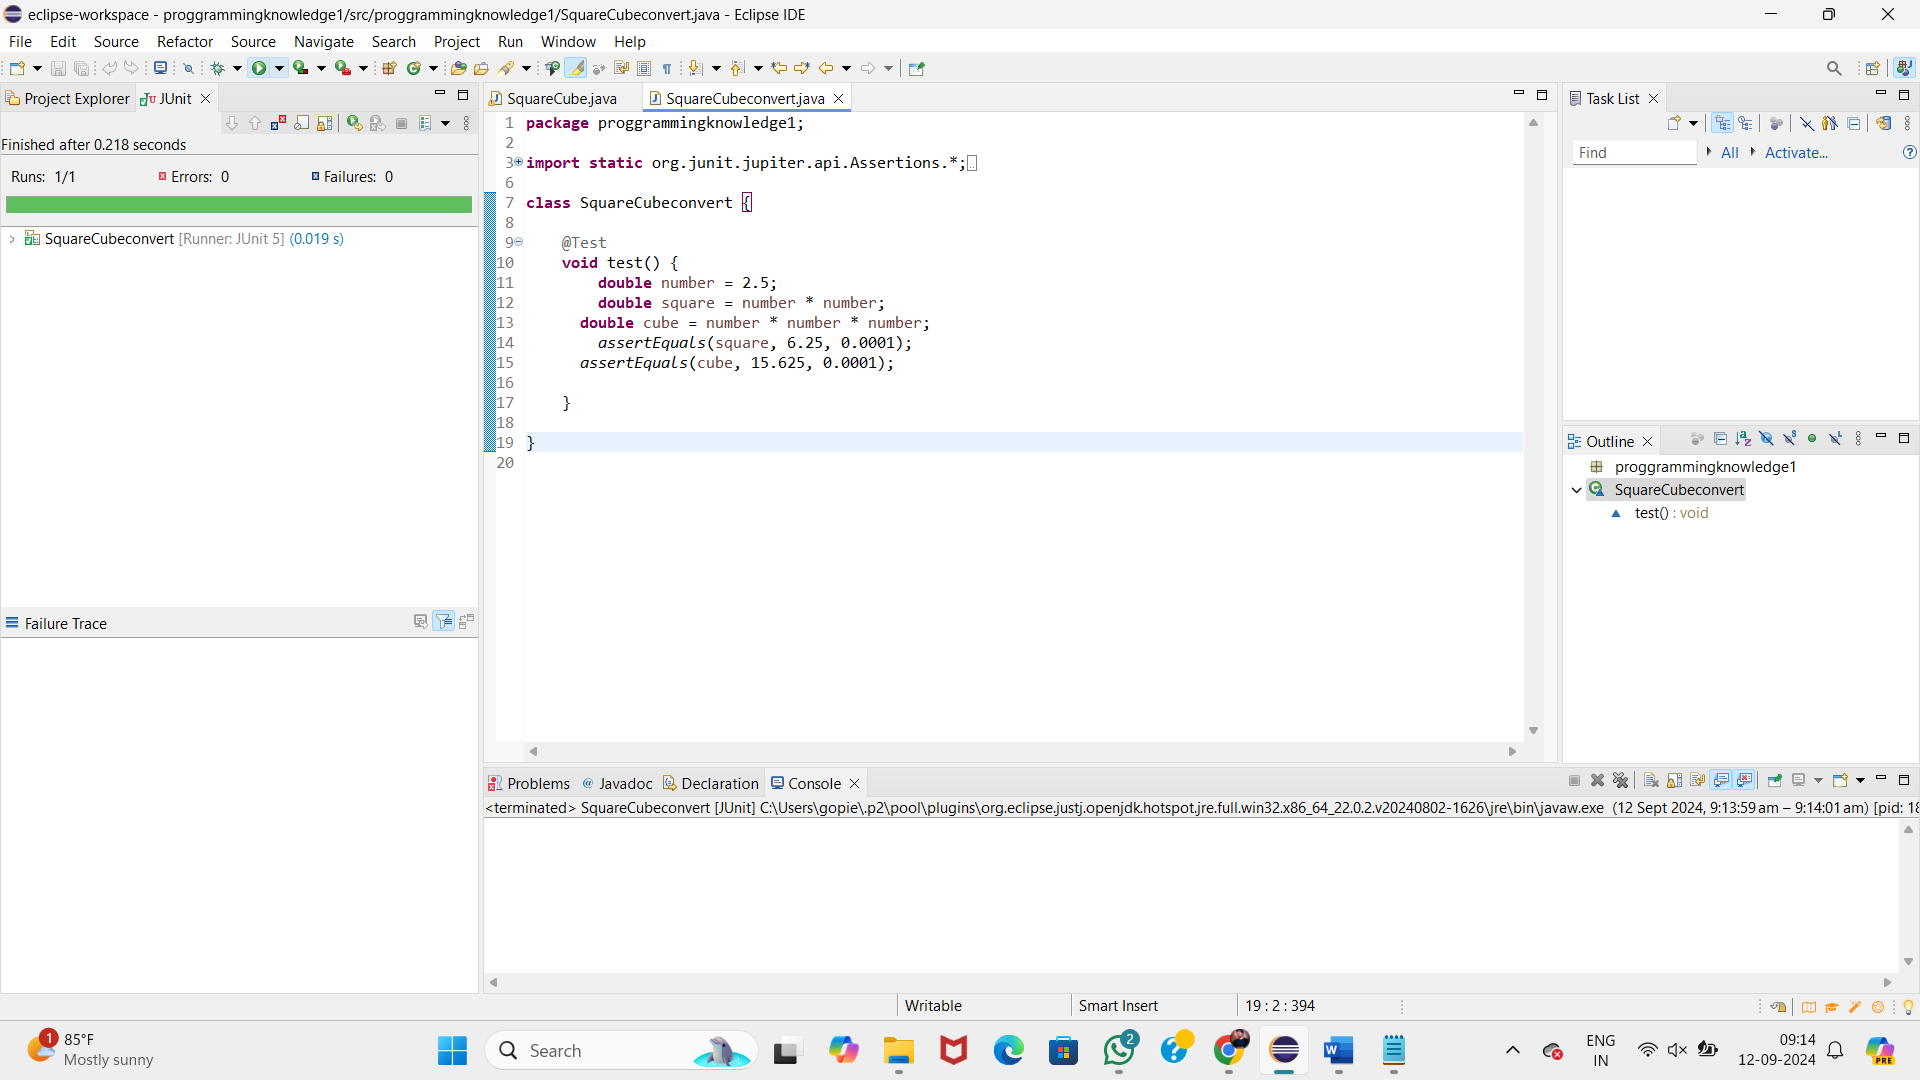 eclipse-workspace - proggrammingknowledge1/src/proggrammingknowledge1/SquareCubeconvert.java - Eclipse IDE
File Edit Source Refactor Source Navigate Search Project Run Window Help
Project Explorer JUnit
Finished after 0.218 seconds
Runs: 1/1 Errors: 0 Failures: 0
SquareCubeconvert [Runner: JUnit 5] (0.019 s)
Failure Trace
SquareCube.java SquareCubeconvert.java
1 package proggrammingknowledge1;
2
3 import static org.junit.jupiter.api.Assertions.*;
6
7 class SquareCubeconvert {
8
9 @Test
10 void test() {
11 double number = 2.5;
12 double square = number * number;
13 double cube = number * number * number;
14 assertEquals(square, 6.25, 0.0001);
15 assertEquals(cube, 15.625, 0.0001);
16
17 }
18
19 }
20
Task List
Find All Activate...
Outline
proggrammingknowledge1
SquareCubeconvert
test() : void
Problems Javadoc Declaration Console
<terminated> SquareCubeconvert [JUnit] C:\Users\gopie\.p2\pool\plugins\org.eclipse.justj.openjdk.hotspot.jre.full.win32.x86_64_22.0.2.v20240802-1626\jre\bin\javaw.exe (12 Sept 2024, 9:13:59 am – 9:14:01 am) [pid: 18
Writable Smart Insert 19 : 2 : 394
1
85°F
Mostly sunny
Search
2
PRE
ENG
IN
09:14
12-09-2024